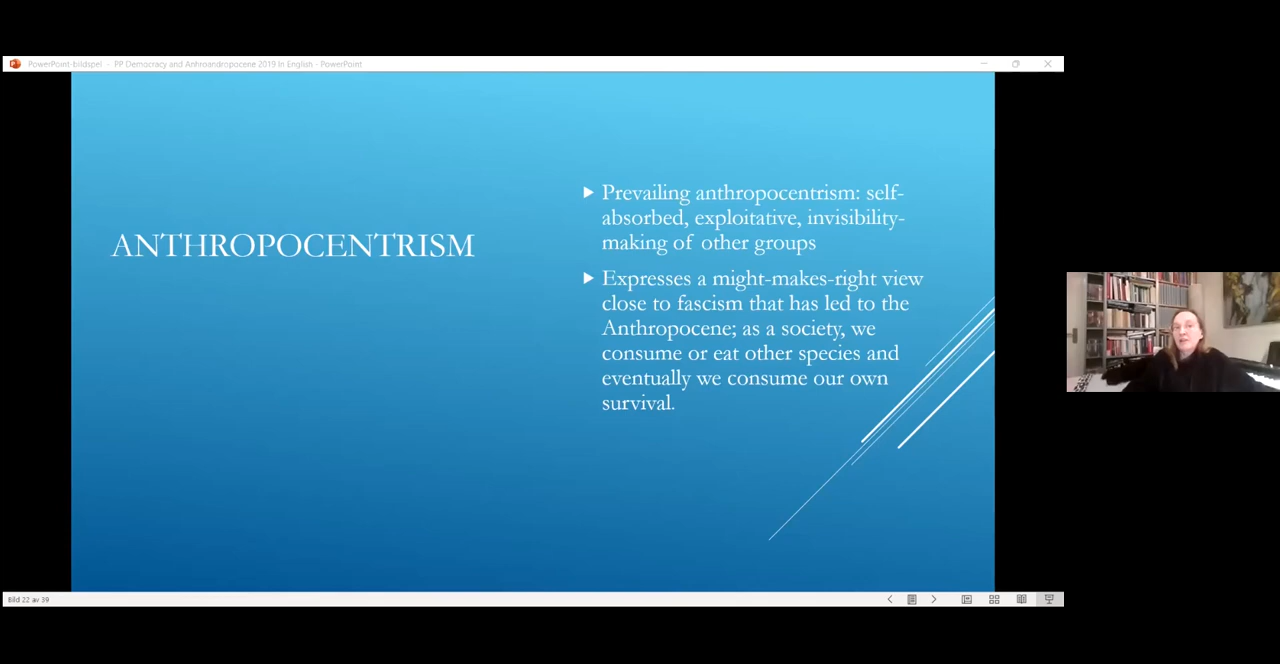 PowerPoint-bildspel - PP Democracy and Anhroandropocene 2019 In English - PowerPoint
ANTHROPOCENTRISM
Prevailing anthropocentrism: self-
absorbed, exploitative, invisibility-
making of other groups
Expresses a might-makes-right view
close to fascism that has led to the
Anthropocene; as a society, we
consume or eat other species and
eventually we consume our own
survival.
Bild 22 av 39